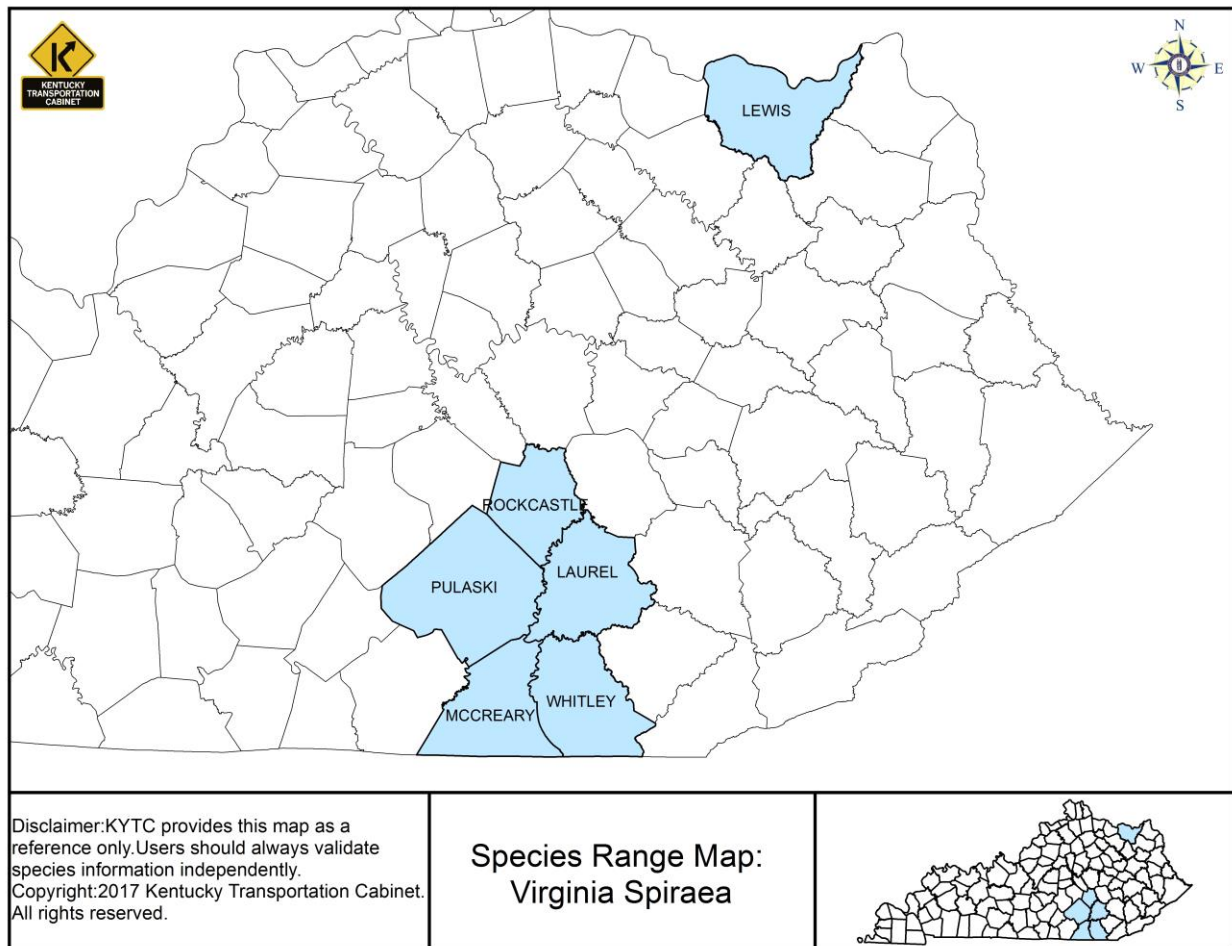 KENTUCKY
TRANSPORTATION
CABINET
N
W E
S
LEWIS
ROCKCASTLE
LAUREL
PULASKI
WHITLEY
MCCREARY
Disclaimer:KYTC provides this map as a
reference only.Users should always validate
species information independently.
Copyright:2017 Kentucky Transportation Cabinet.
All rights reserved.
Species Range Map:
Virginia Spiraea